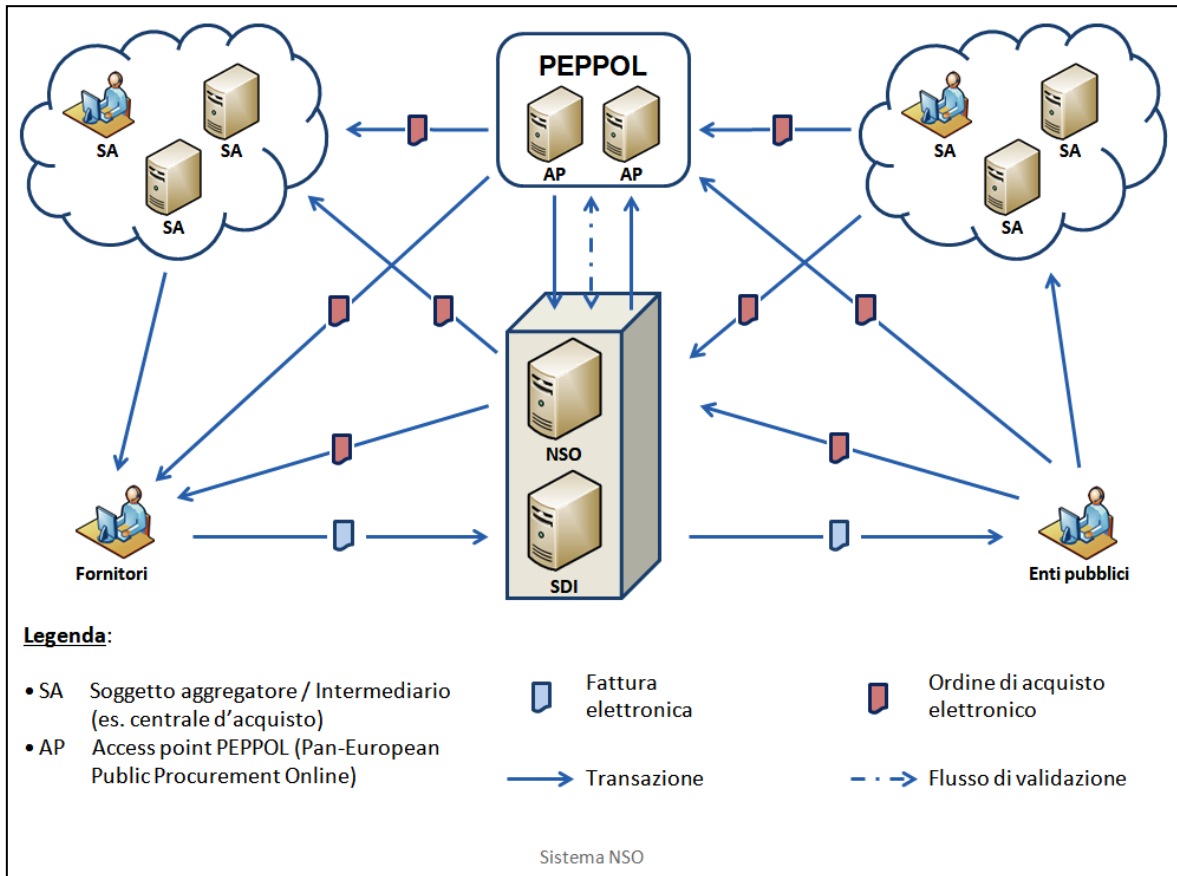 PEPPOL
SA
SA
SA
AP
AP
SA
SA
SA
NSO
SDI
Fornitori
Enti pubblici
Legenda:
• SA Soggetto aggregatore / Intermediario
(es. centrale d'acquisto)
• AP Access point PEPPOL (Pan-European
Public Procurement Online)
Fattura
elettronica
Ordine di acquisto
elettronico
Transazione
Flusso di validazione
Sistema NSO